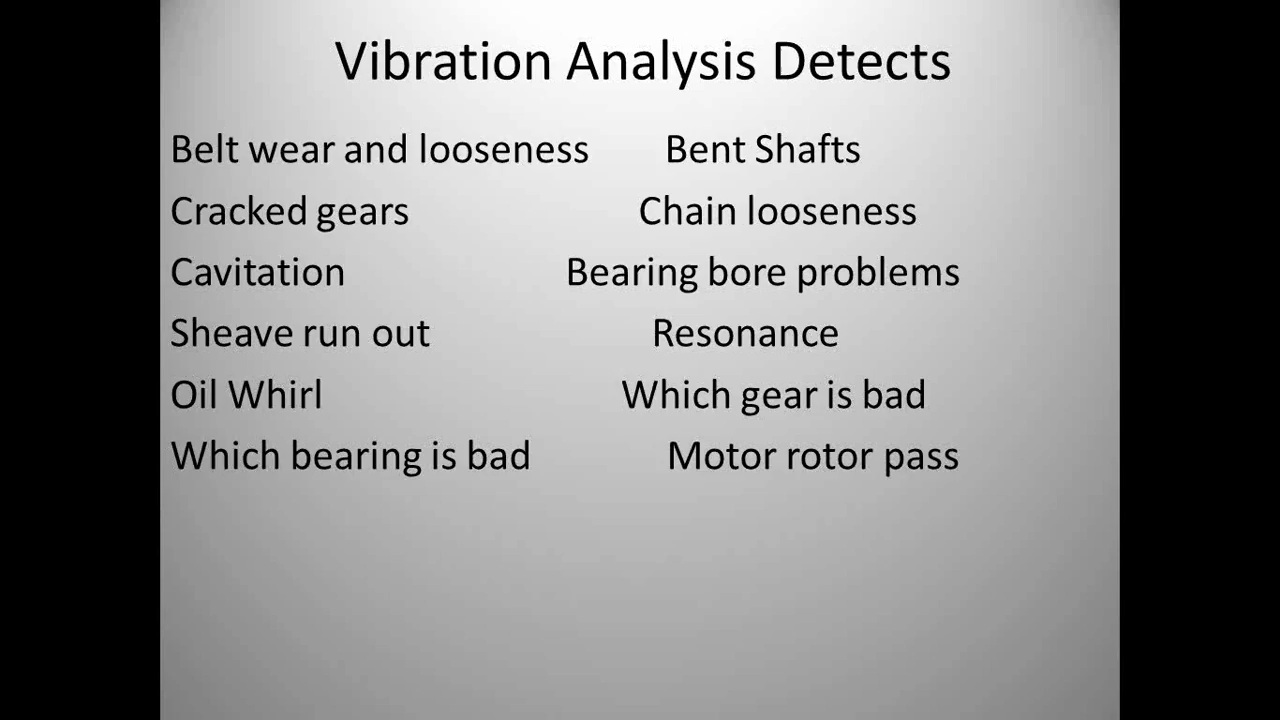 Vibration Analysis Detects
Belt wear and looseness Bent Shafts
Cracked gears Chain looseness
Cavitation Bearing bore problems
Sheave run out Resonance
Oil Whirl Which gear is bad
Which bearing is bad Motor rotor pass